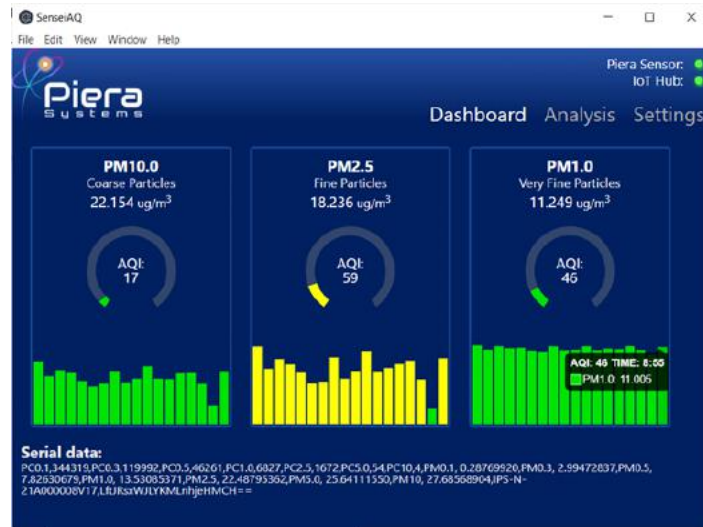 SenseiAQ
File Edit View Window Help
Piera
Systems
Piera Sensor:
IoT Hub:
Dashboard Analysis Settings
PM10.0
Coarse Particles
22.154 ug/m³
AQI:
17
PM2.5
Fine Particles
18.236 ug/m³
AQI:
59
PM1.0
Very Fine Particles
11.249 ug/m³
AQI:
46
AQI: 46 TIME: 8:55
PM1.0: 11.005
Serial data:
PC0.1,344319,PC0.3,119992,PC0.5,46261,PC1.0,6827,PC2.5,1672,PC5.0,54,PC10,4,PM0.1, 0.28769920,PM0.3, 2.99472837,PM0.5,
7.82630679,PM1.0, 13.53085371,PM2.5, 22.48795362,PM5.0, 25.64111550,PM10, 27.68568904,IPS-N-